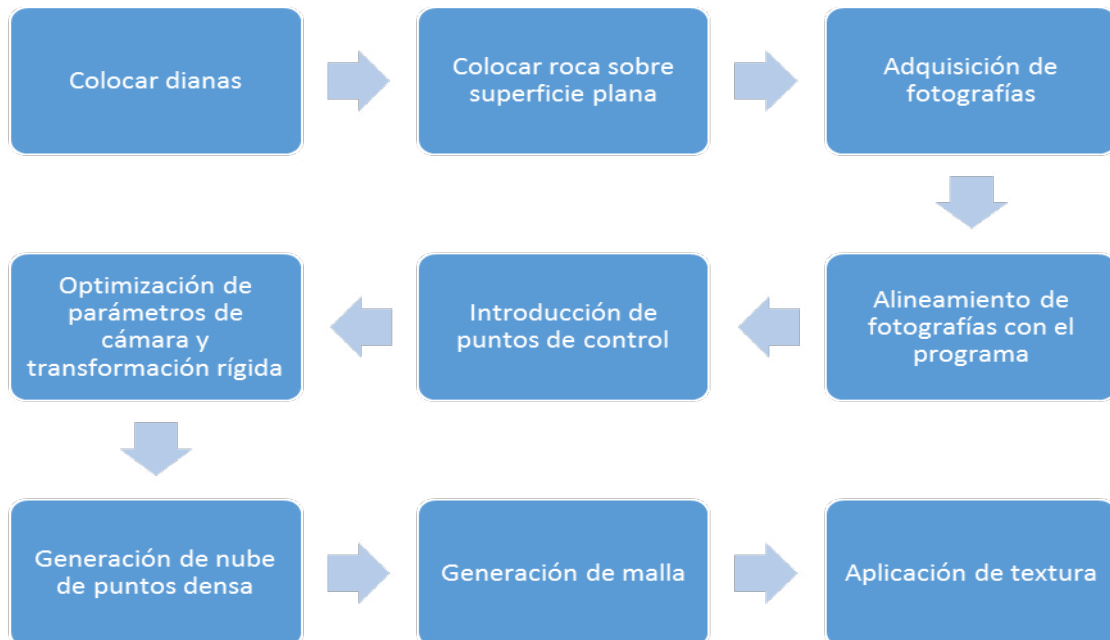 Colocar dianas
Colocar roca sobre
superficie plana
Adquisición de
fotografías
Alineamiento de
fotografías con el
programa
Introducción de
puntos de control
Optimización de
parámetros de
cámara y
transformación rígida
Generación de nube
de puntos densa
Generación de malla
Aplicación de textura